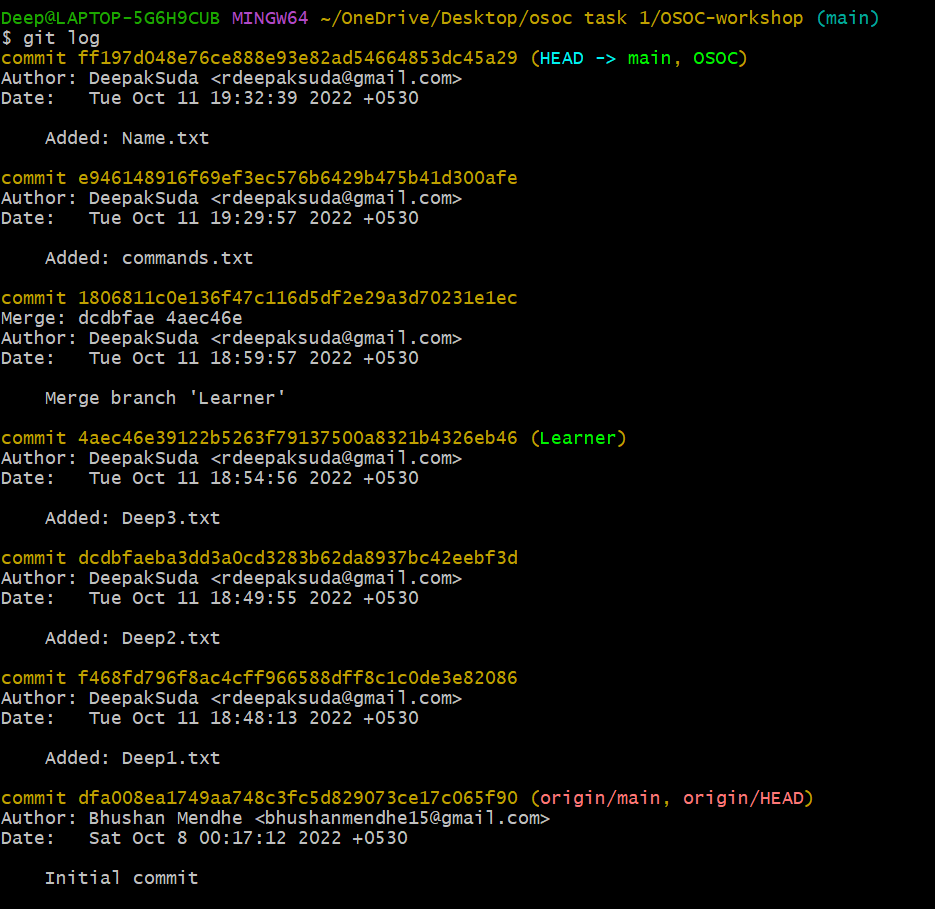 Deep@LAPTOP-5G6H9CUB MINGW64 ~/OneDrive/Desktop/osoc task 1/OSOC-workshop (main)
$ git log
commit ff197d048e76ce888e93e82ad54664853dc45a29 (HEAD -> main, OSOC)
Author: DeepakSuda <rdeepaksuda@gmail.com>
Date:   Tue Oct 11 19:32:39 2022 +0530

    Added: Name.txt

commit e946148916f69ef3ec576b6429b475b41d300afe
Author: DeepakSuda <rdeepaksuda@gmail.com>
Date:   Tue Oct 11 19:29:57 2022 +0530

    Added: commands.txt

commit 1806811c0e136f47c116d5df2e29a3d70231e1ec
Merge: dcdbfae 4aec46e
Author: DeepakSuda <rdeepaksuda@gmail.com>
Date:   Tue Oct 11 18:59:57 2022 +0530

    Merge branch 'Learner'

commit 4aec46e39122b5263f79137500a8321b4326eb46 (Learner)
Author: DeepakSuda <rdeepaksuda@gmail.com>
Date:   Tue Oct 11 18:54:56 2022 +0530

    Added: Deep3.txt

commit dcdbfaeba3dd3a0cd3283b62da8937bc42eebf3d
Author: DeepakSuda <rdeepaksuda@gmail.com>
Date:   Tue Oct 11 18:49:55 2022 +0530

    Added: Deep2.txt

commit f468fd796f8ac4cff966588dff8c1c0de3e82086
Author: DeepakSuda <rdeepaksuda@gmail.com>
Date:   Tue Oct 11 18:48:13 2022 +0530

    Added: Deep1.txt

commit dfa008ea1749aa748c3fc5d829073ce17c065f90 (origin/main, origin/HEAD)
Author: Bhushan Mendhe <bhushanmendhe15@gmail.com>
Date:   Sat Oct 8 00:17:12 2022 +0530

    Initial commit